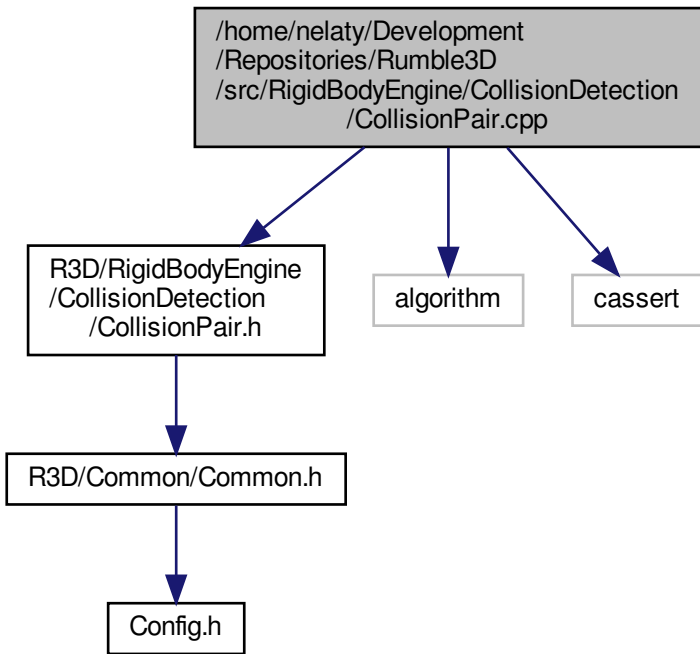 /home/nelaty/Development
/Repositories/Rumble3D
/src/RigidBodyEngine/CollisionDetection
/CollisionPair.cpp
R3D/RigidBodyEngine
/CollisionDetection
/CollisionPair.h
algorithm
cassert
R3D/Common/Common.h
Config.h